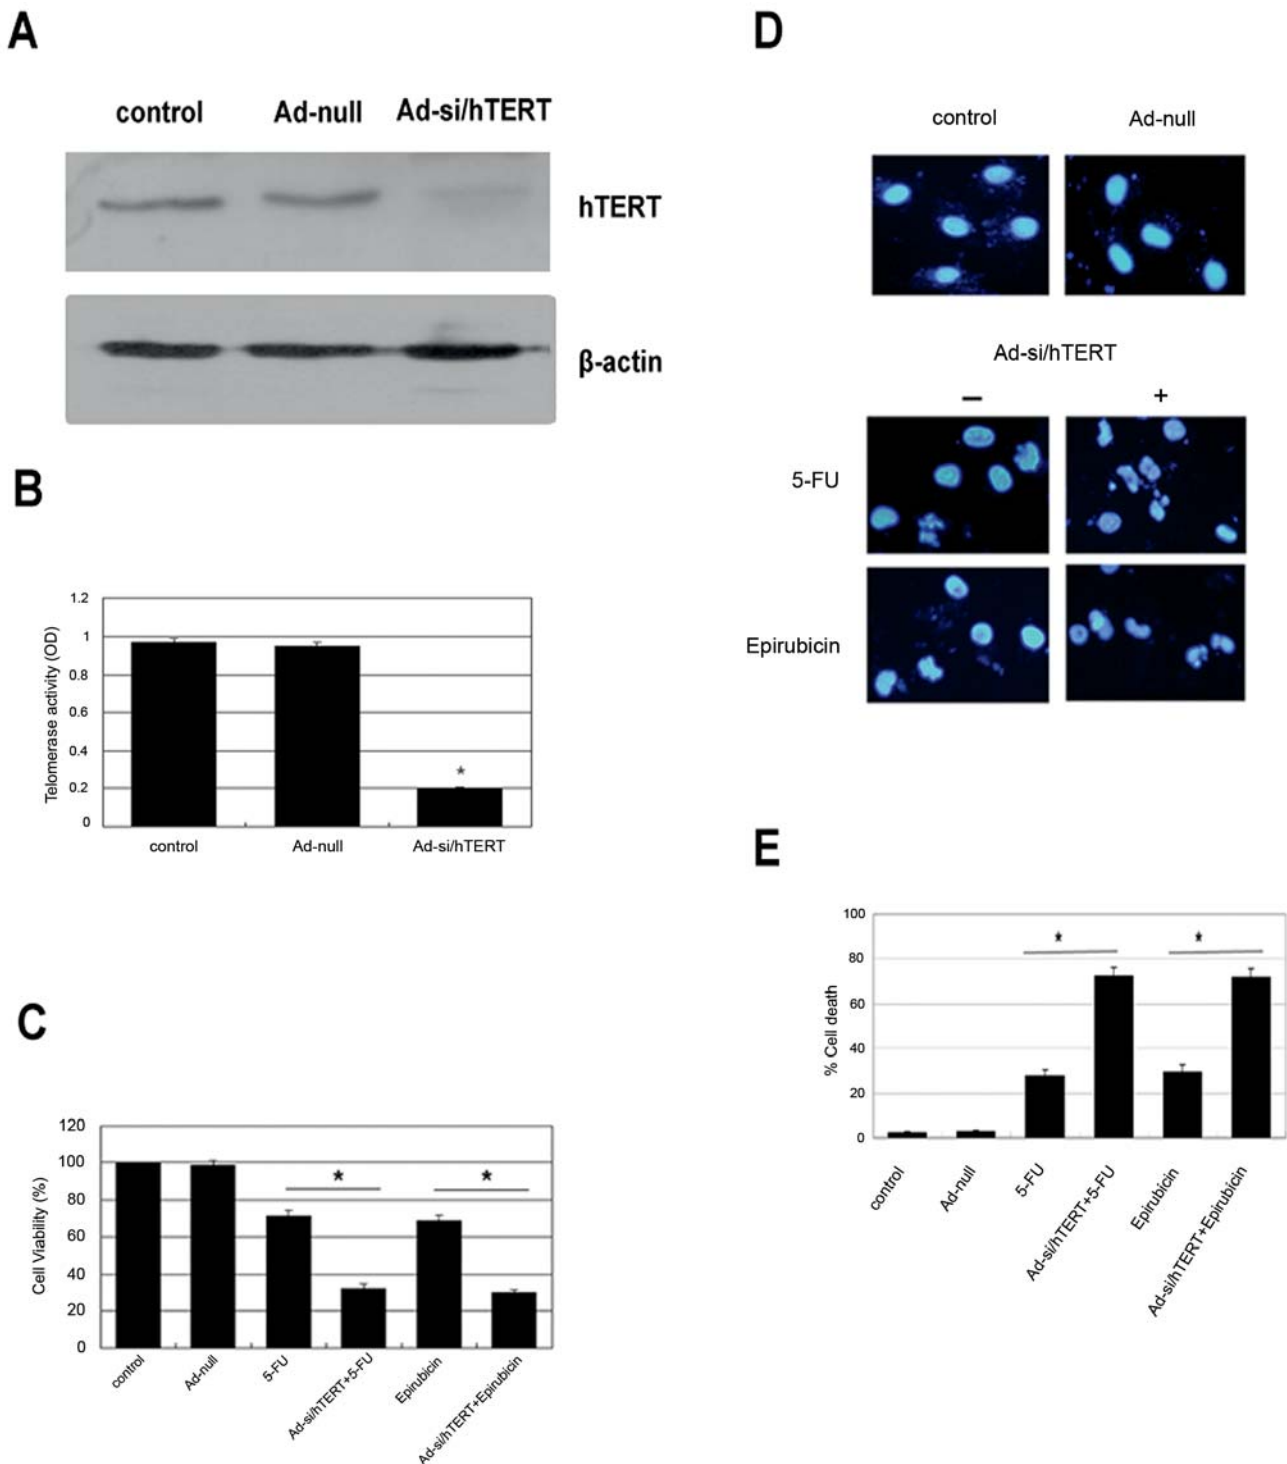 A
control Ad-null Ad-si/hTERT
hTERT
β-actin
B
Telomerase activity (OD)
1.2
1
0.8
0.6
0.4
0.2
0
*
control Ad-null Ad-si/hTERT
C
Cell Viability (%)
120
100
80
60
40
20
0
* *
control
Ad-null
5-FU
Ad-si/hTERT+5-FU
Epirubicin
Ad-si/hTERT+Epirubicin
D
control Ad-null
Ad-si/hTERT
− +
5-FU
Epirubicin
E
% Cell death
100
80
60
40
20
0
* *
control
Ad-null
5-FU
Ad-si/hTERT+5-FU
Epirubicin
Ad-si/hTERT+Epirubicin